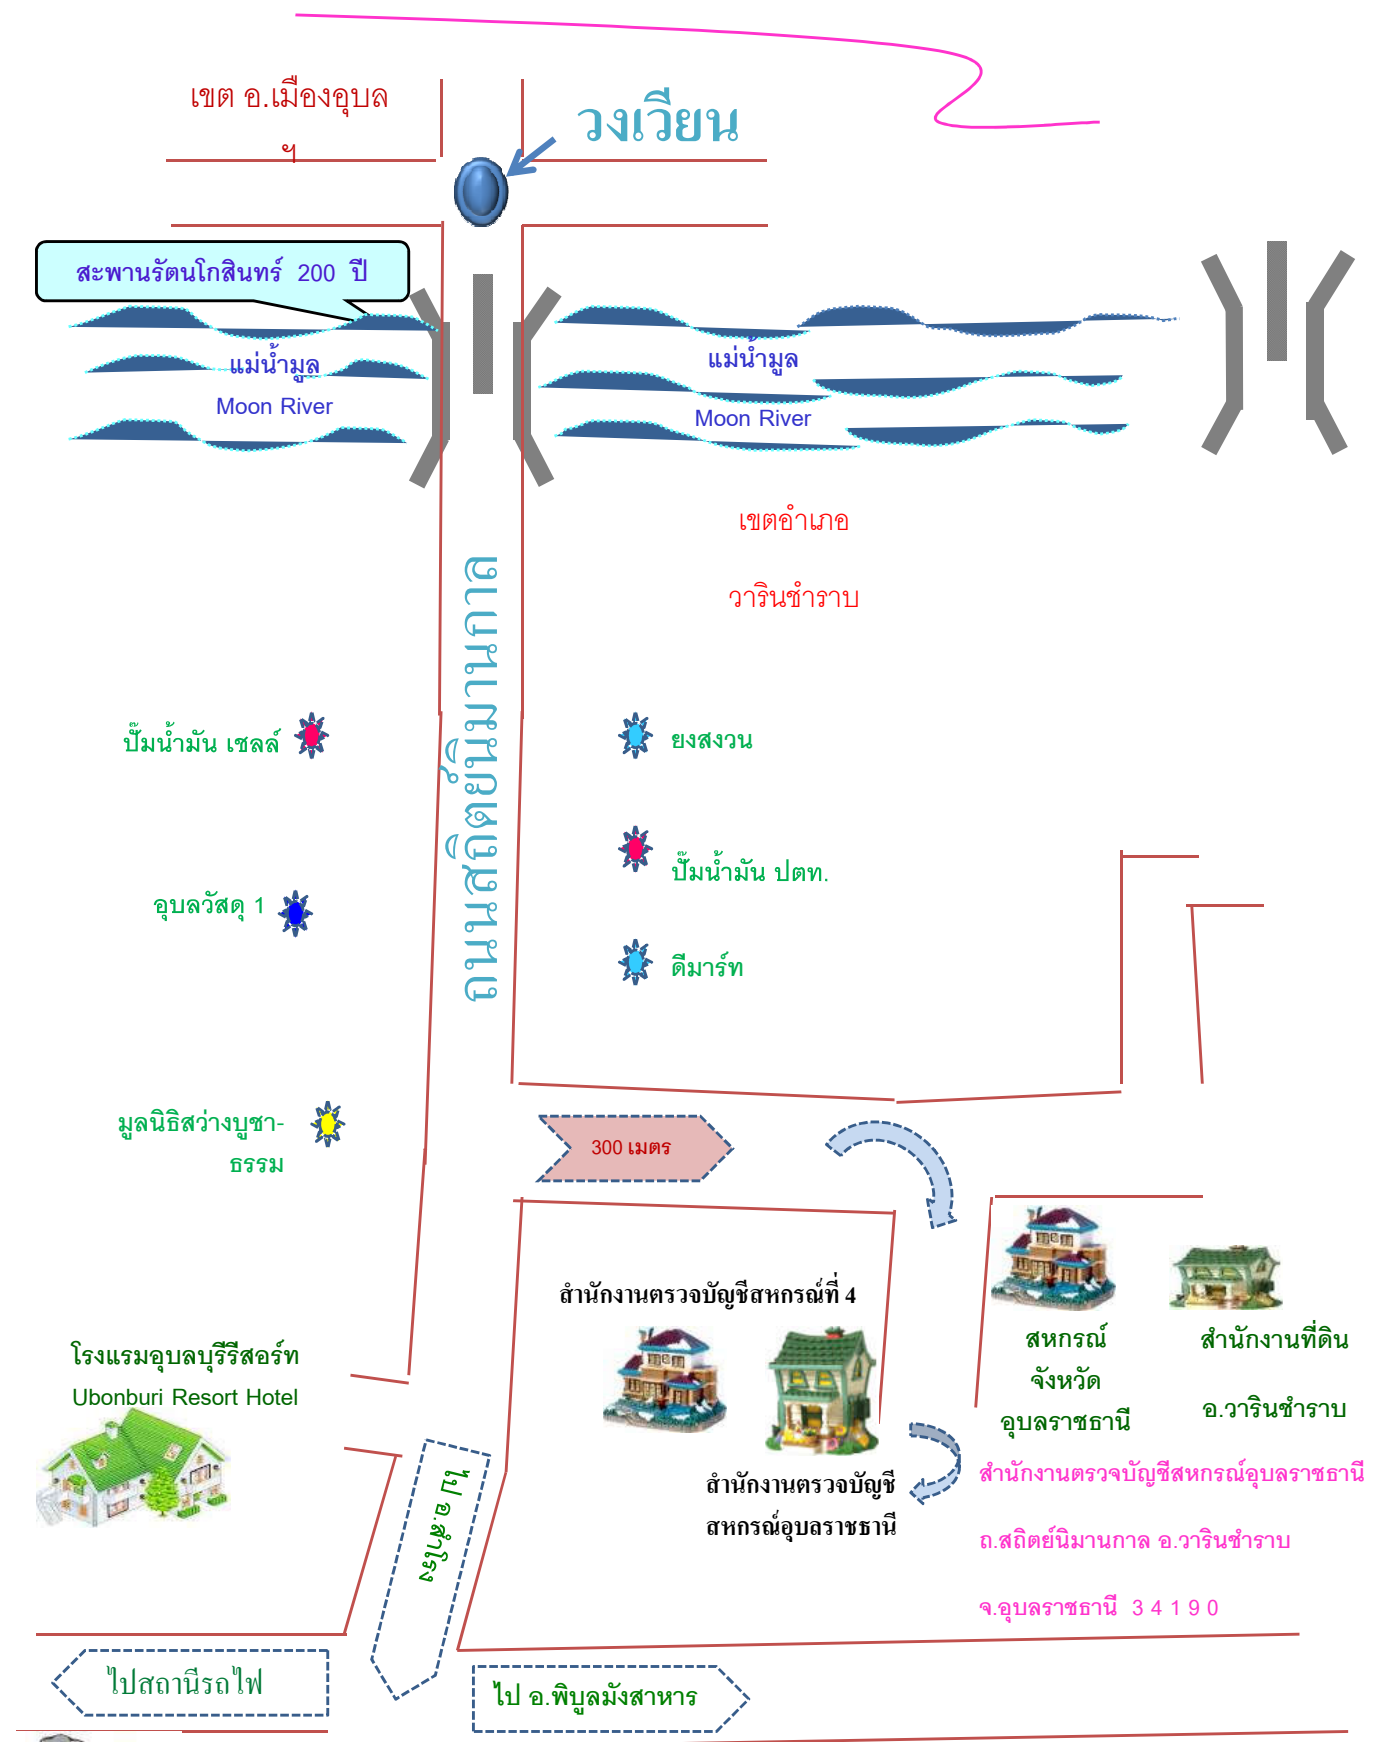 เขต อ.เมืองอุบล
ฯ
วงเวียน
สะพานรัตนโกสินทร์ 200 ปี
แม่น้ำมูล
Moon River
แม่น้ำมูล
Moon River
เขตอำเภอ
วารินชำราบ
ถนนสถิตย์นิมานกาล
ปั๊มน้ำมัน เชลล์
ยงสงวน
ปั๊มน้ำมัน ปตท.
อุบลวัสดุ 1
ดีมาร์ท
มูลนิธิสว่างบูชา-
ธรรม
300 เมตร
สำนักงานตรวจบัญชีสหกรณ์ที่ 4
สหกรณ์
จังหวัด
อุบลราชธานี
สำนักงานที่ดิน
อ.วารินชำราบ
โรงแรมอุบลบุรีรีสอร์ท
Ubonburi Resort Hotel
สำนักงานตรวจบัญชี
สหกรณ์อุบลราชธานี
สำนักงานตรวจบัญชีสหกรณ์อุบลราชธานี
ถ.สถิตย์นิมานกาล อ.วารินชำราบ
จ.อุบลราชธานี 3 4 1 9 0
ไป อ.สำโรง
ไปสถานีรถไฟ
ไป อ.พิบูลมังสาหาร